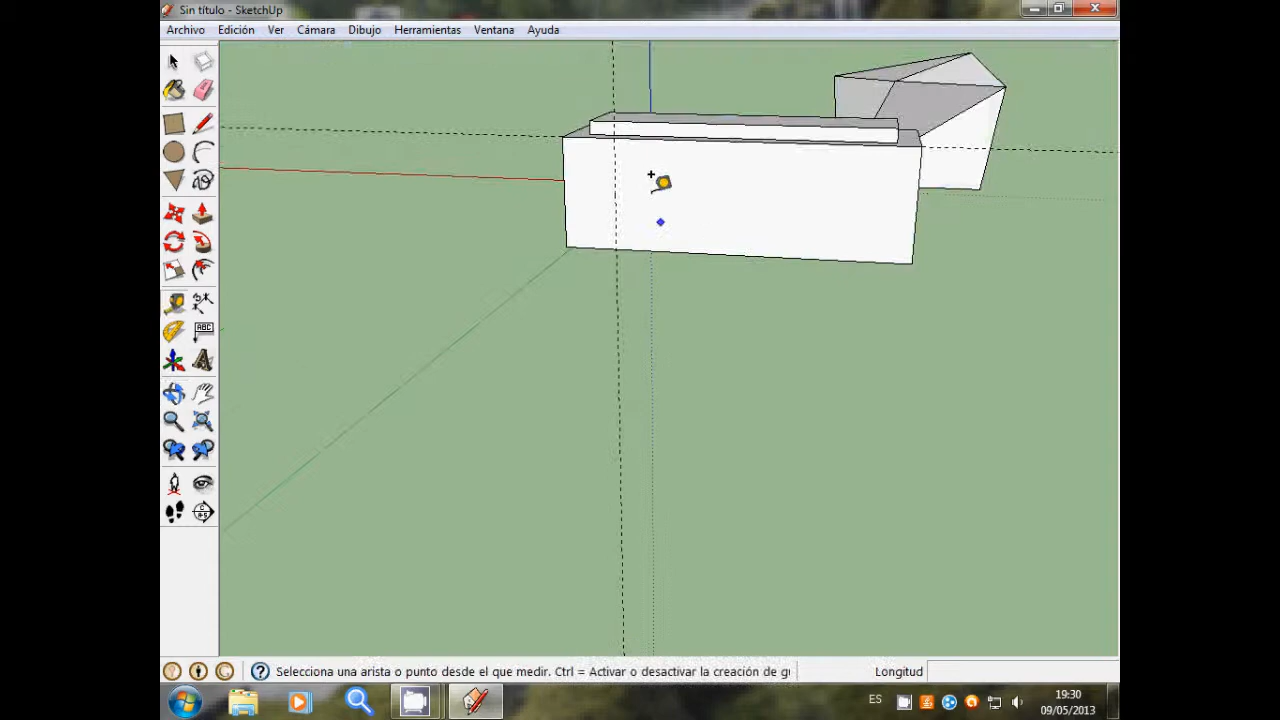 Sin título - SketchUp
Archivo Edición Ver Cámara Dibujo Herramientas Ventana Ayuda
ABC
Selecciona una arista o punto desde el que medir. Ctrl = Activar o desactivar la creación de
Longitud
ES
19:30
09/05/2013